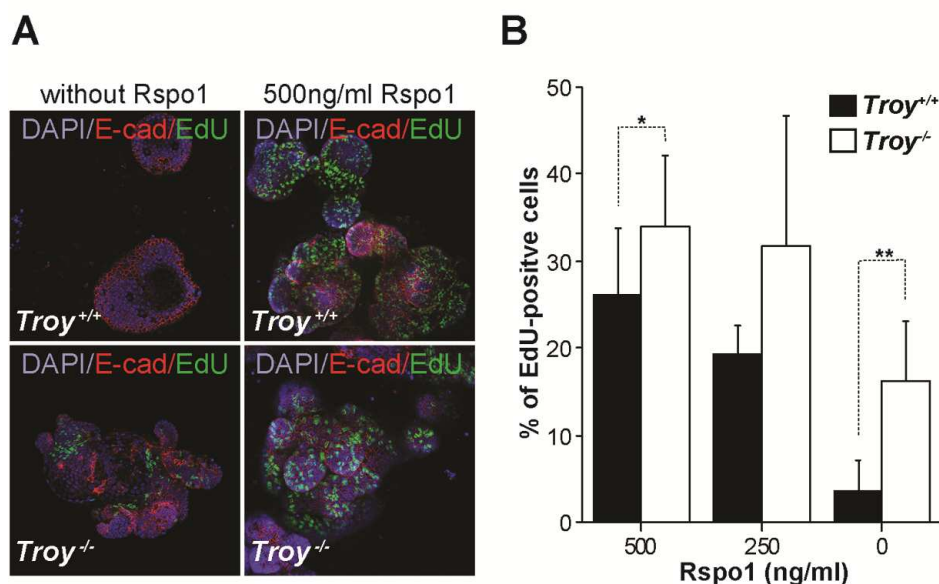 A
without Rspo1
500ng/ml Rspo1
DAPI/E-cad/EdU
DAPI/E-cad/EdU
Troy+/+
Troy+/+
DAPI/E-cad/EdU
DAPI/E-cad/EdU
Troy-/-
Troy-/-
B
% of EdU-positive cells
50
40
30
20
10
0
*
**
Troy+/+
Troy-/-
500
250
0
Rspo1 (ng/ml)